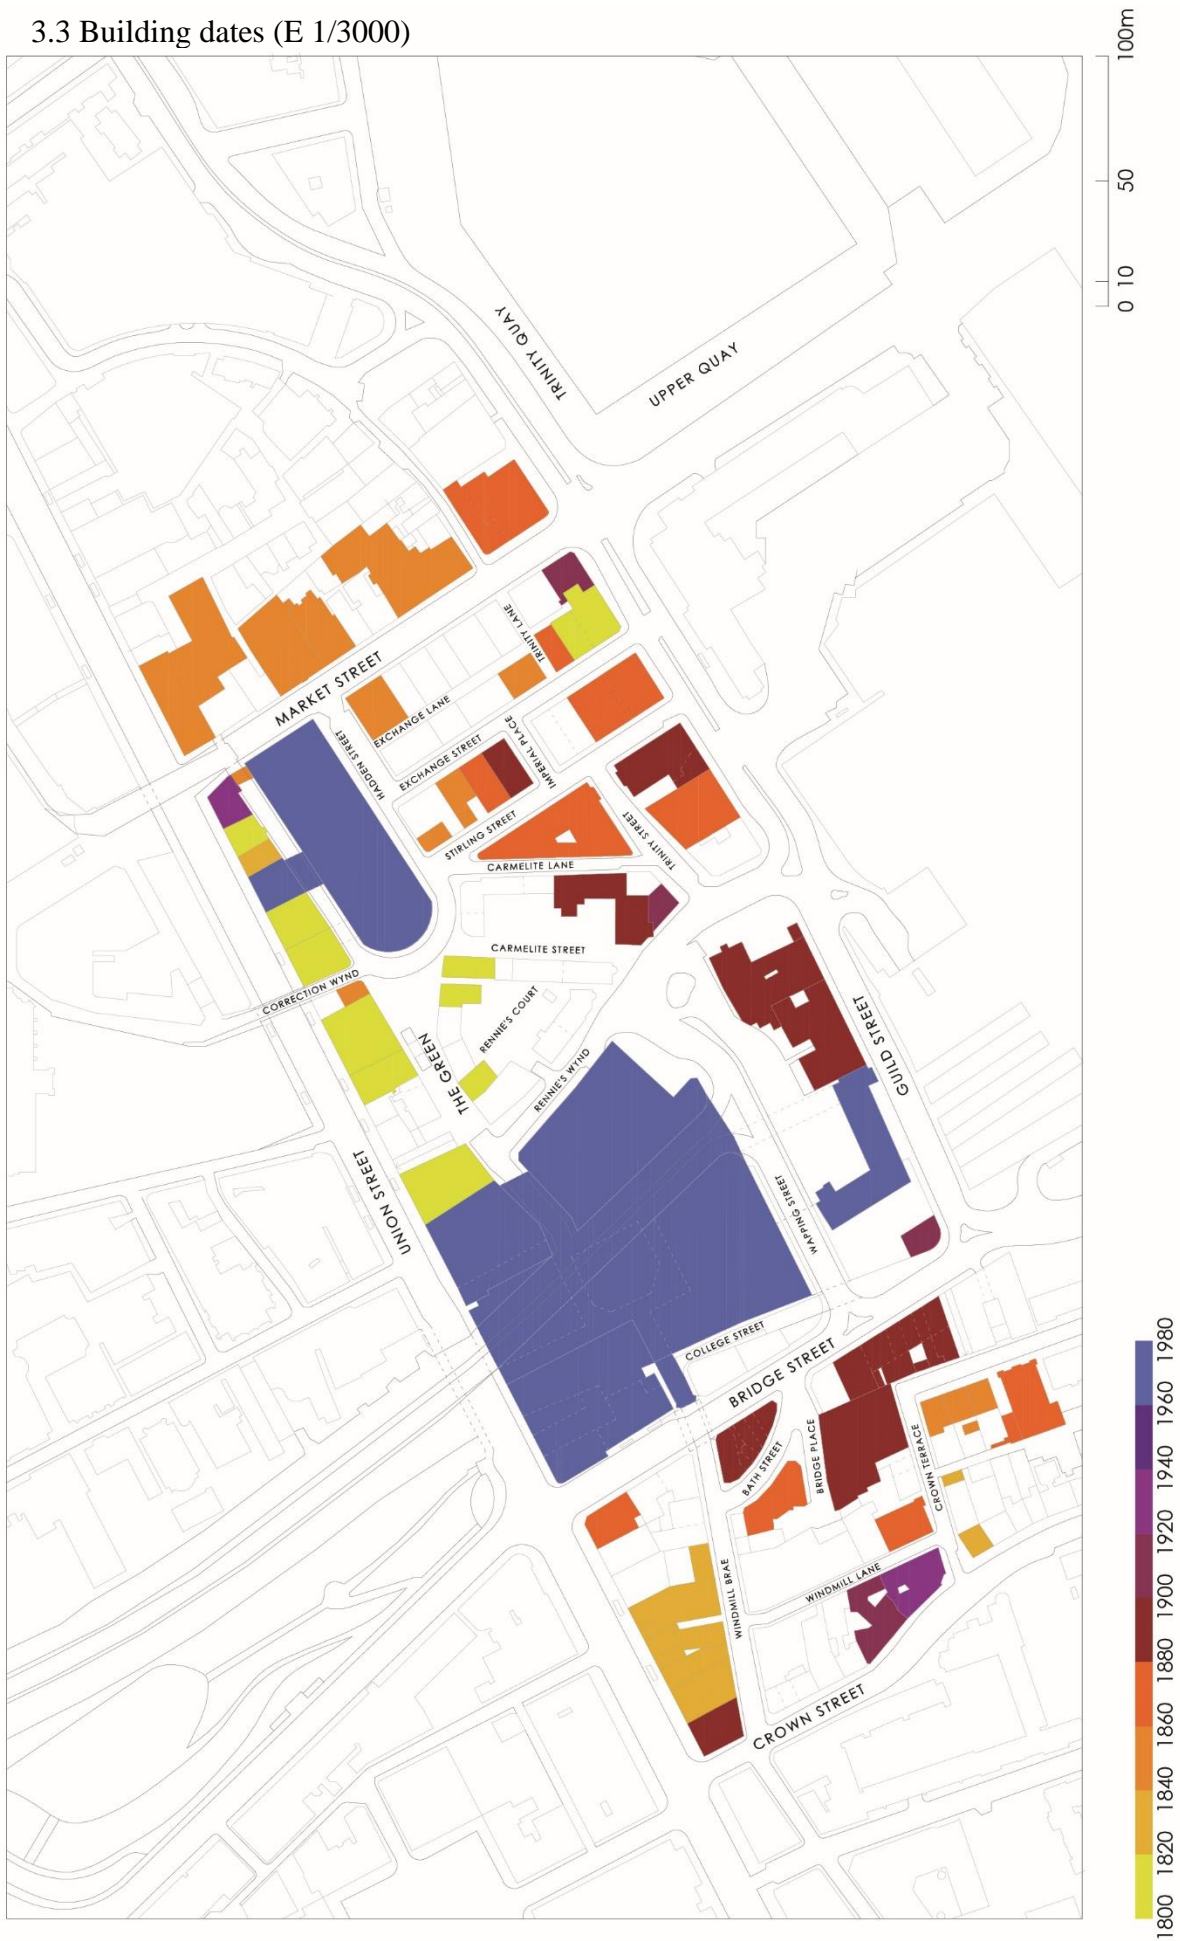 3.3 Building dates (E 1/3000)
100m
50
10
0
TRINITY QUAY
UPPER QUAY
MARKET STREET
TRINITY LANE
HADDEN STREET
EXCHANGE LANE
EXCHANGE STREET
IMPERIAL PLACE
STIRLING STREET
TRINITY STREET
CARMELITE LANE
CARMELITE STREET
CORRECTION WYND
RENNIE'S COURT
THE GREEN
RENNIE'S WYND
GUILD STREET
UNION STREET
WAPPING STREET
COLLEGE STREET
BRIDGE STREET
BATH STREET
BRIDGE PLACE
CROWN TERRACE
WINDMILL BRAE
WINDMILL LANE
CROWN STREET
1980
1960
1940
1920
1900
1880
1860
1840
1820
1800